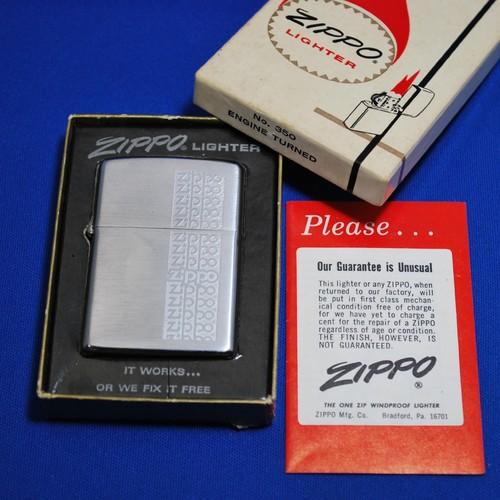 ZIPPO
LIGHTER
No. 350
ENGINE TURNED
ZIPPO LIGHTER
Zippo
IT WORKS...
OR WE FIX IT FREE
Please...
Our Guarantee is Unusual
This lighter or any ZIPPO, when
returned to our factory, will
be put in first class mechan-
ical condition free of charge,
for we have yet to charge a
cent for the repair of a ZIPPO
regardless of age or condition.
THE FINISH, HOWEVER, IS
NOT GUARANTEED.
ZIPPO®
THE ONE ZIP WINDPROOF LIGHTER
ZIPPO Mfg. Co. Bradford, Pa. 16701